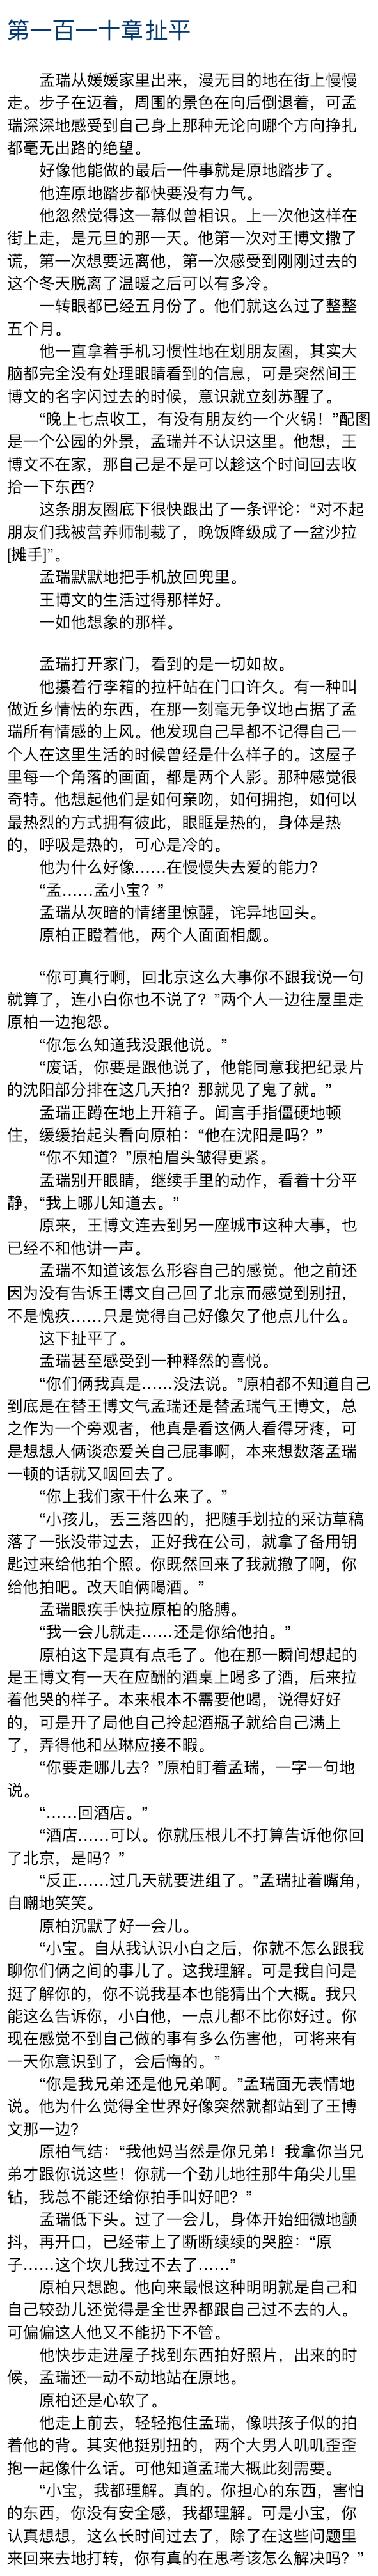 第一百一十章扯平
孟瑞从媛媛家里出来，漫无目的地在街上慢慢
走。步子在迈着，周围的景色在向后倒退着，可孟
瑞深深地感受到自己身上那种无论向哪个方向挣扎
都毫无出路的绝望。
好像他能做的最后一件事就是原地踏步了。
他连原地踏步都快要没有力气。
他忽然觉得这一幕似曾相识。上一次他这样在
街上走，是元旦的那一天。他第一次对王博文撒了
谎，第一次想要远离他，第一次感受到刚刚过去的
这个冬天脱离了温暖之后可以有多冷。
一转眼都已经五月份了。他们就这么过了整整
五个月。
他一直拿着手机习惯性地在划朋友圈，其实大
脑都完全没有处理眼睛看到的信息，可是突然间王
博文的名字闪过去的时候，意识就立刻苏醒了。
“晚上七点收工，有没有朋友约一个火锅！”配图
是一个公园的外景，孟瑞并不认识这里。他想，王
博文不在家，那自己是不是可以趁这个时间回去收
拾一下东西？
这条朋友圈底下很快跟出了一条评论：“对不起
朋友们我被营养师制裁了，晚饭降级成了一盆沙拉
[摊手]”。
孟瑞默默地把手机放回兜里。
王博文的生活过得那样好。
一如他想象的那样。
孟瑞打开家门，看到的是一切如故。
他攥着行李箱的拉杆站在门口许久。有一种叫
做近乡情怯的东西，在那一刻毫无争议地占据了孟
瑞所有情感的上风。他发现自己早都不记得自己一
个人在这里生活的时候曾经是什么样子的。这屋子
里每一个角落的画面，都是两个人影。那种感觉很
奇特。他想起他们是如何亲吻，如何拥抱，如何以
最热烈的方式拥有彼此，眼眶是热的，身体是热
的，呼吸是热的，可心是冷的。
他为什么好像……在慢慢失去爱的能力？
“孟……孟小宝？”
孟瑞从灰暗的情绪里惊醒，诧异地回头。
原柏正瞪着他，两个人面面相觑。
“你可真行啊，回北京这么大事你不跟我说一句
就算了，连小白你也不说了？”两个人一边往屋里走
原柏一边抱怨。
“你怎么知道我没跟他说。”
“废话，你要是跟他说了，他能同意我把纪录片
的沈阳部分排在这几天拍？那就见了鬼了就。”
孟瑞正蹲在地上开箱子。闻言手指僵硬地顿
住，缓缓抬起头看向原柏：“他在沈阳是吗？”
“你不知道？”原柏眉头皱得更紧。
孟瑞别开眼睛，继续手里的动作，看着十分平
静，“我上哪儿知道去。”
原来，王博文连去到另一座城市这种大事，也
已经不和他讲一声。
孟瑞不知道该怎么形容自己的感觉。他之前还
因为没有告诉王博文自己回了北京而感觉到别扭，
不是愧疚……只是觉得自己好像欠了他点儿什么。
这下扯平了。
孟瑞甚至感受到一种释然的喜悦。
“你们俩我真是……没法说。”原柏都不知道自己
到底是在替王博文气孟瑞还是替孟瑞气王博文，总
之作为一个旁观者，他真是看这俩人看得牙疼，可
是想想人俩谈恋爱关自己屁事啊，本来想数落孟瑞
一顿的话就又咽回去了。
“你上我们家干什么来了。”
“小孩儿，丢三落四的，把随手划拉的采访草稿
落了一张没带过去，正好我在公司，就拿了备用钥
匙过来给他拍个照。你既然回来了我就撤了啊，你
给他拍吧。改天咱俩喝酒。”
孟瑞眼疾手快拉原柏的胳膊。
“我一会儿就走……还是你给他拍。”
原柏这下是真有点毛了。他在那一瞬间想起的
是王博文有一天在应酬的酒桌上喝多了酒，后来拉
着他哭的样子。本来根本不需要他喝，说得好好
的，可是开了局他自己拎起酒瓶子就给自己满上
了，弄得他和丛琳应接不暇。
“你要走哪儿去？”原柏盯着孟瑞，一字一句地
说。
“……回酒店。”
“酒店……可以。你就压根儿不打算告诉他你回
了北京，是吗？”
“反正……过几天就要进组了。”孟瑞扯着嘴角，
自嘲地笑笑。
原柏沉默了好一会儿。
“小宝。自从我认识小白之后，你就不怎么跟我
聊你们俩之间的事儿了。这我理解。可是我自问是
挺了解你的，你不说我基本也能猜出个大概。我只
能这么告诉你，小白他，一点儿都不比你好过。你
现在感觉不到自己做的事有多么伤害他，可将来有
一天你意识到了，会后悔的。”
“你是我兄弟还是他兄弟啊。”孟瑞面无表情地
说。他为什么觉得全世界好像突然就都站到了王博
文那一边？
原柏气结：“我他妈当然是你兄弟！我拿你当兄
弟才跟你说这些！你就一个劲儿地往那牛角尖儿里
钻，我总不能还给你拍手叫好吧？”
孟瑞低下头。过了一会儿，身体开始细微地颤
抖，再开口，已经带上了断断续续的哭腔：“原
子……这个坎儿我过不去了……”
原柏只想跑。他向来最恨这种明明就是自己和
自己较劲儿还觉得是全世界都跟自己过不去的人。
可偏偏这人他又不能扔下不管。
他快步走进屋子找到东西拍好照片，出来的时
候，孟瑞还一动不动地站在原地。
原柏还是心软了。
他走上前去，轻轻抱住孟瑞，像哄孩子似的拍
着他的背。其实他挺别扭的，两个大男人叽叽歪歪
抱一起像什么话。可他知道孟瑞大概此刻需要。
“小宝，我都理解。真的。你担心的东西，害怕
的东西，你没有安全感，我都理解。可是小宝，你
认真想想，这么长时间过去了，除了在这些问题里
来回来去地打转，你有真的在思考该怎么解决吗？”